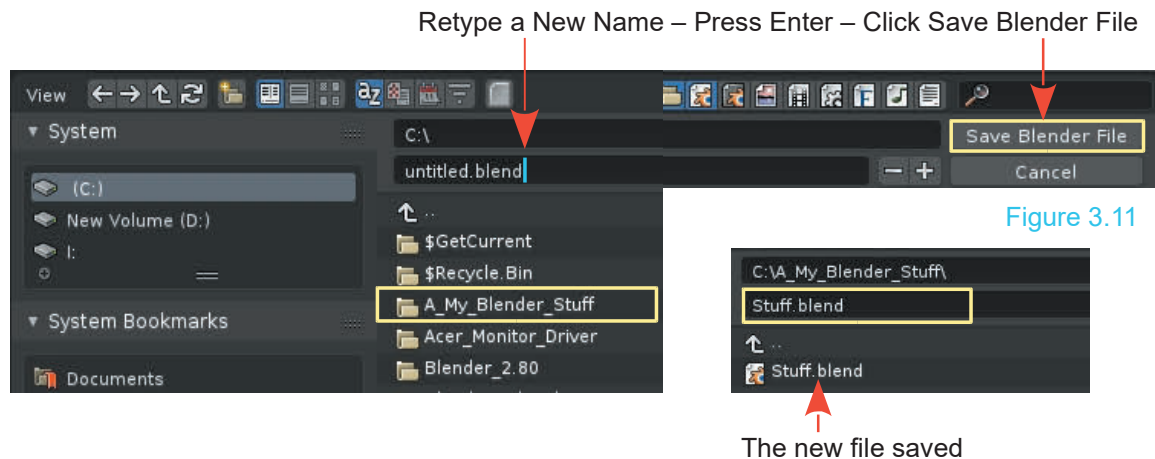 Retype a New Name – Press Enter – Click Save Blender File
View
System
C:\
Save Blender File
untitled.blend
Cancel
(C:)
New Volume (D:)
I:
..
$GetCurrent
$Recycle.Bin
A_My_Blender_Stuff
Acer_Monitor_Driver
Blender_2.80
System Bookmarks
Documents
Figure 3.11
C:\A_My_Blender_Stuff\
Stuff.blend
..
Stuff.blend
The new file saved